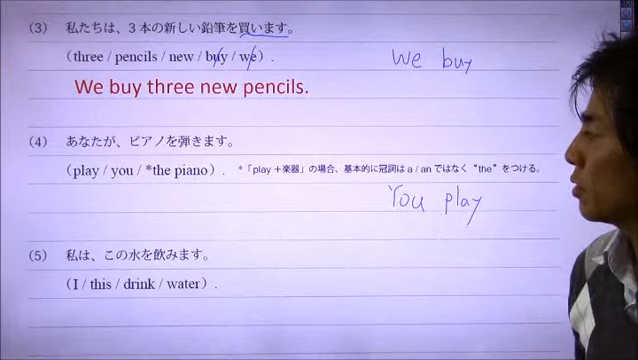 (3) 私たちは、3本の新しい鉛筆を買います。
(three / pencils / new / buy / we) .
we buy
We buy three new pencils.
(4) あなたが、ピアノを弾きます。
(play / you / *the piano) . *「play＋楽器」の場合、基本的に冠詞は a / an ではなく "the" をつける。
You play
(5) 私は、この水を飲みます。
(I / this / drink / water) .